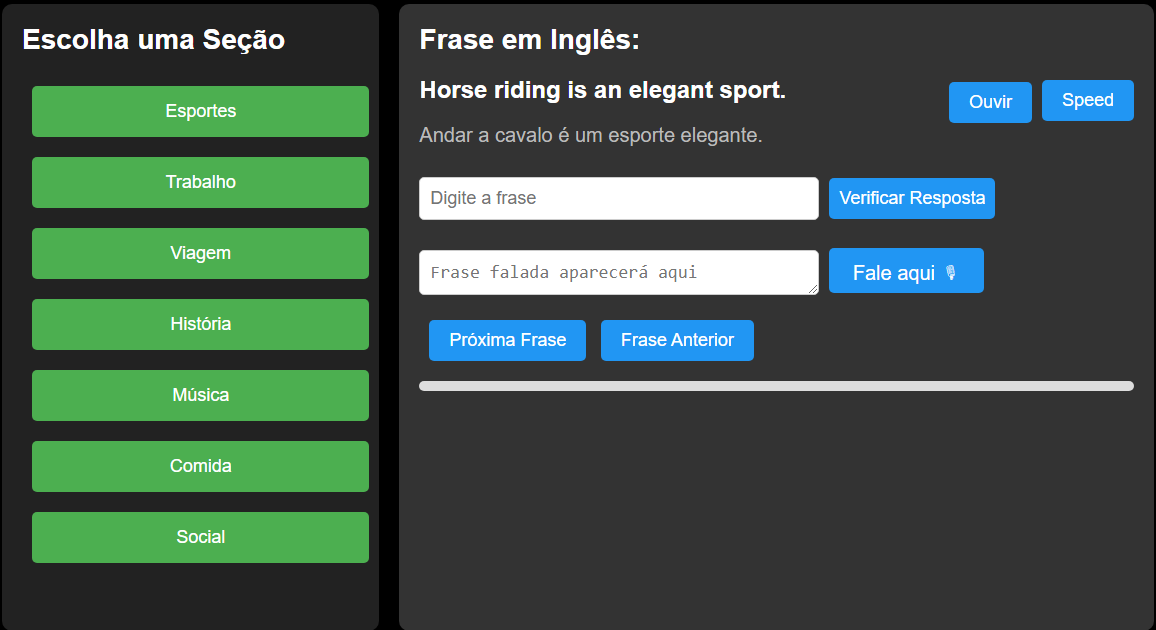 Escolha uma Seção
Esportes
Trabalho
Viagem
História
Música
Comida
Social
Frase em Inglês:
Horse riding is an elegant sport.
Ouvir
Speed
Andar a cavalo é um esporte elegante.
Digite a frase
Verificar Resposta
Frase falada aparecerá aqui
Fale aqui 🎙
Próxima Frase
Frase Anterior